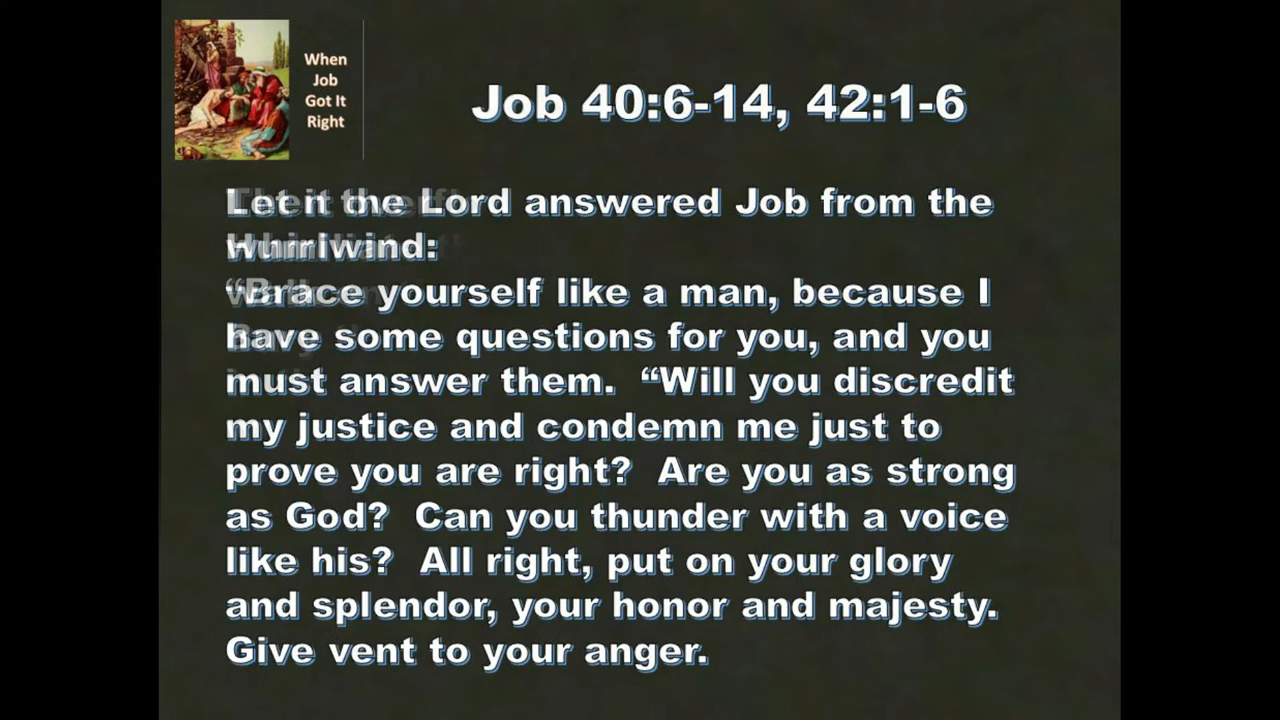 When
Job
Got It
Right
Job 40:6-14, 42:1-6
the Lord answered Job from the
whirlwind:
“Brace yourself like a man, because I
have some questions for you, and you
must answer them. “Will you discredit
my justice and condemn me just to
prove you are right? Are you as strong
as God? Can you thunder with a voice
like his? All right, put on your glory
and splendor, your honor and majesty.
Give vent to your anger.